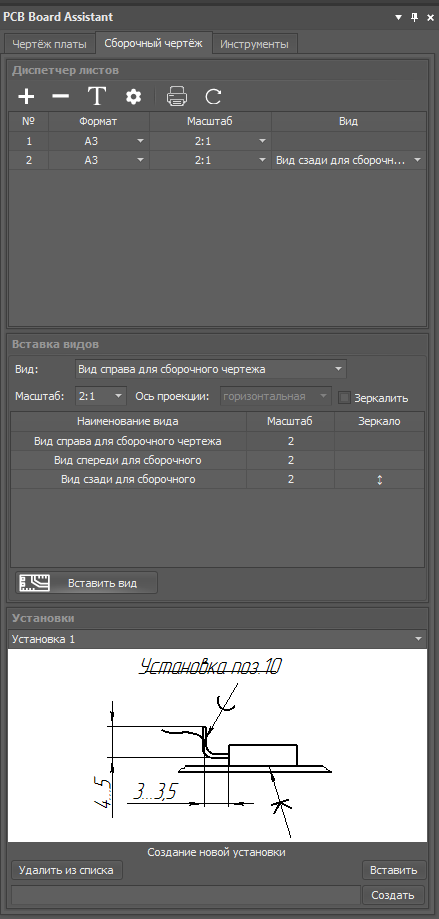 PCB Board Assistant
Чертёж платы Сборочный чертёж Инструменты
Диспетчер листов
№ Формат Масштаб Вид
1 А3 2:1
2 А3 2:1 Вид сзади для сборочн...
Вставка видов
Вид: Вид справа для сборочного чертежа
Масштаб: 2:1 Ось проекции: горизонтальная Зеркалить
Наименование вида Масштаб Зеркало
Вид справа для сборочного чертежа 2
Вид спереди для сборочного 2
Вид сзади для сборочного 2 ↕
Вставить вид
Установки
Установка 1
Установка поз.10
4...5
3...3,5
Создание новой установки
Удалить из списка Вставить
Создать